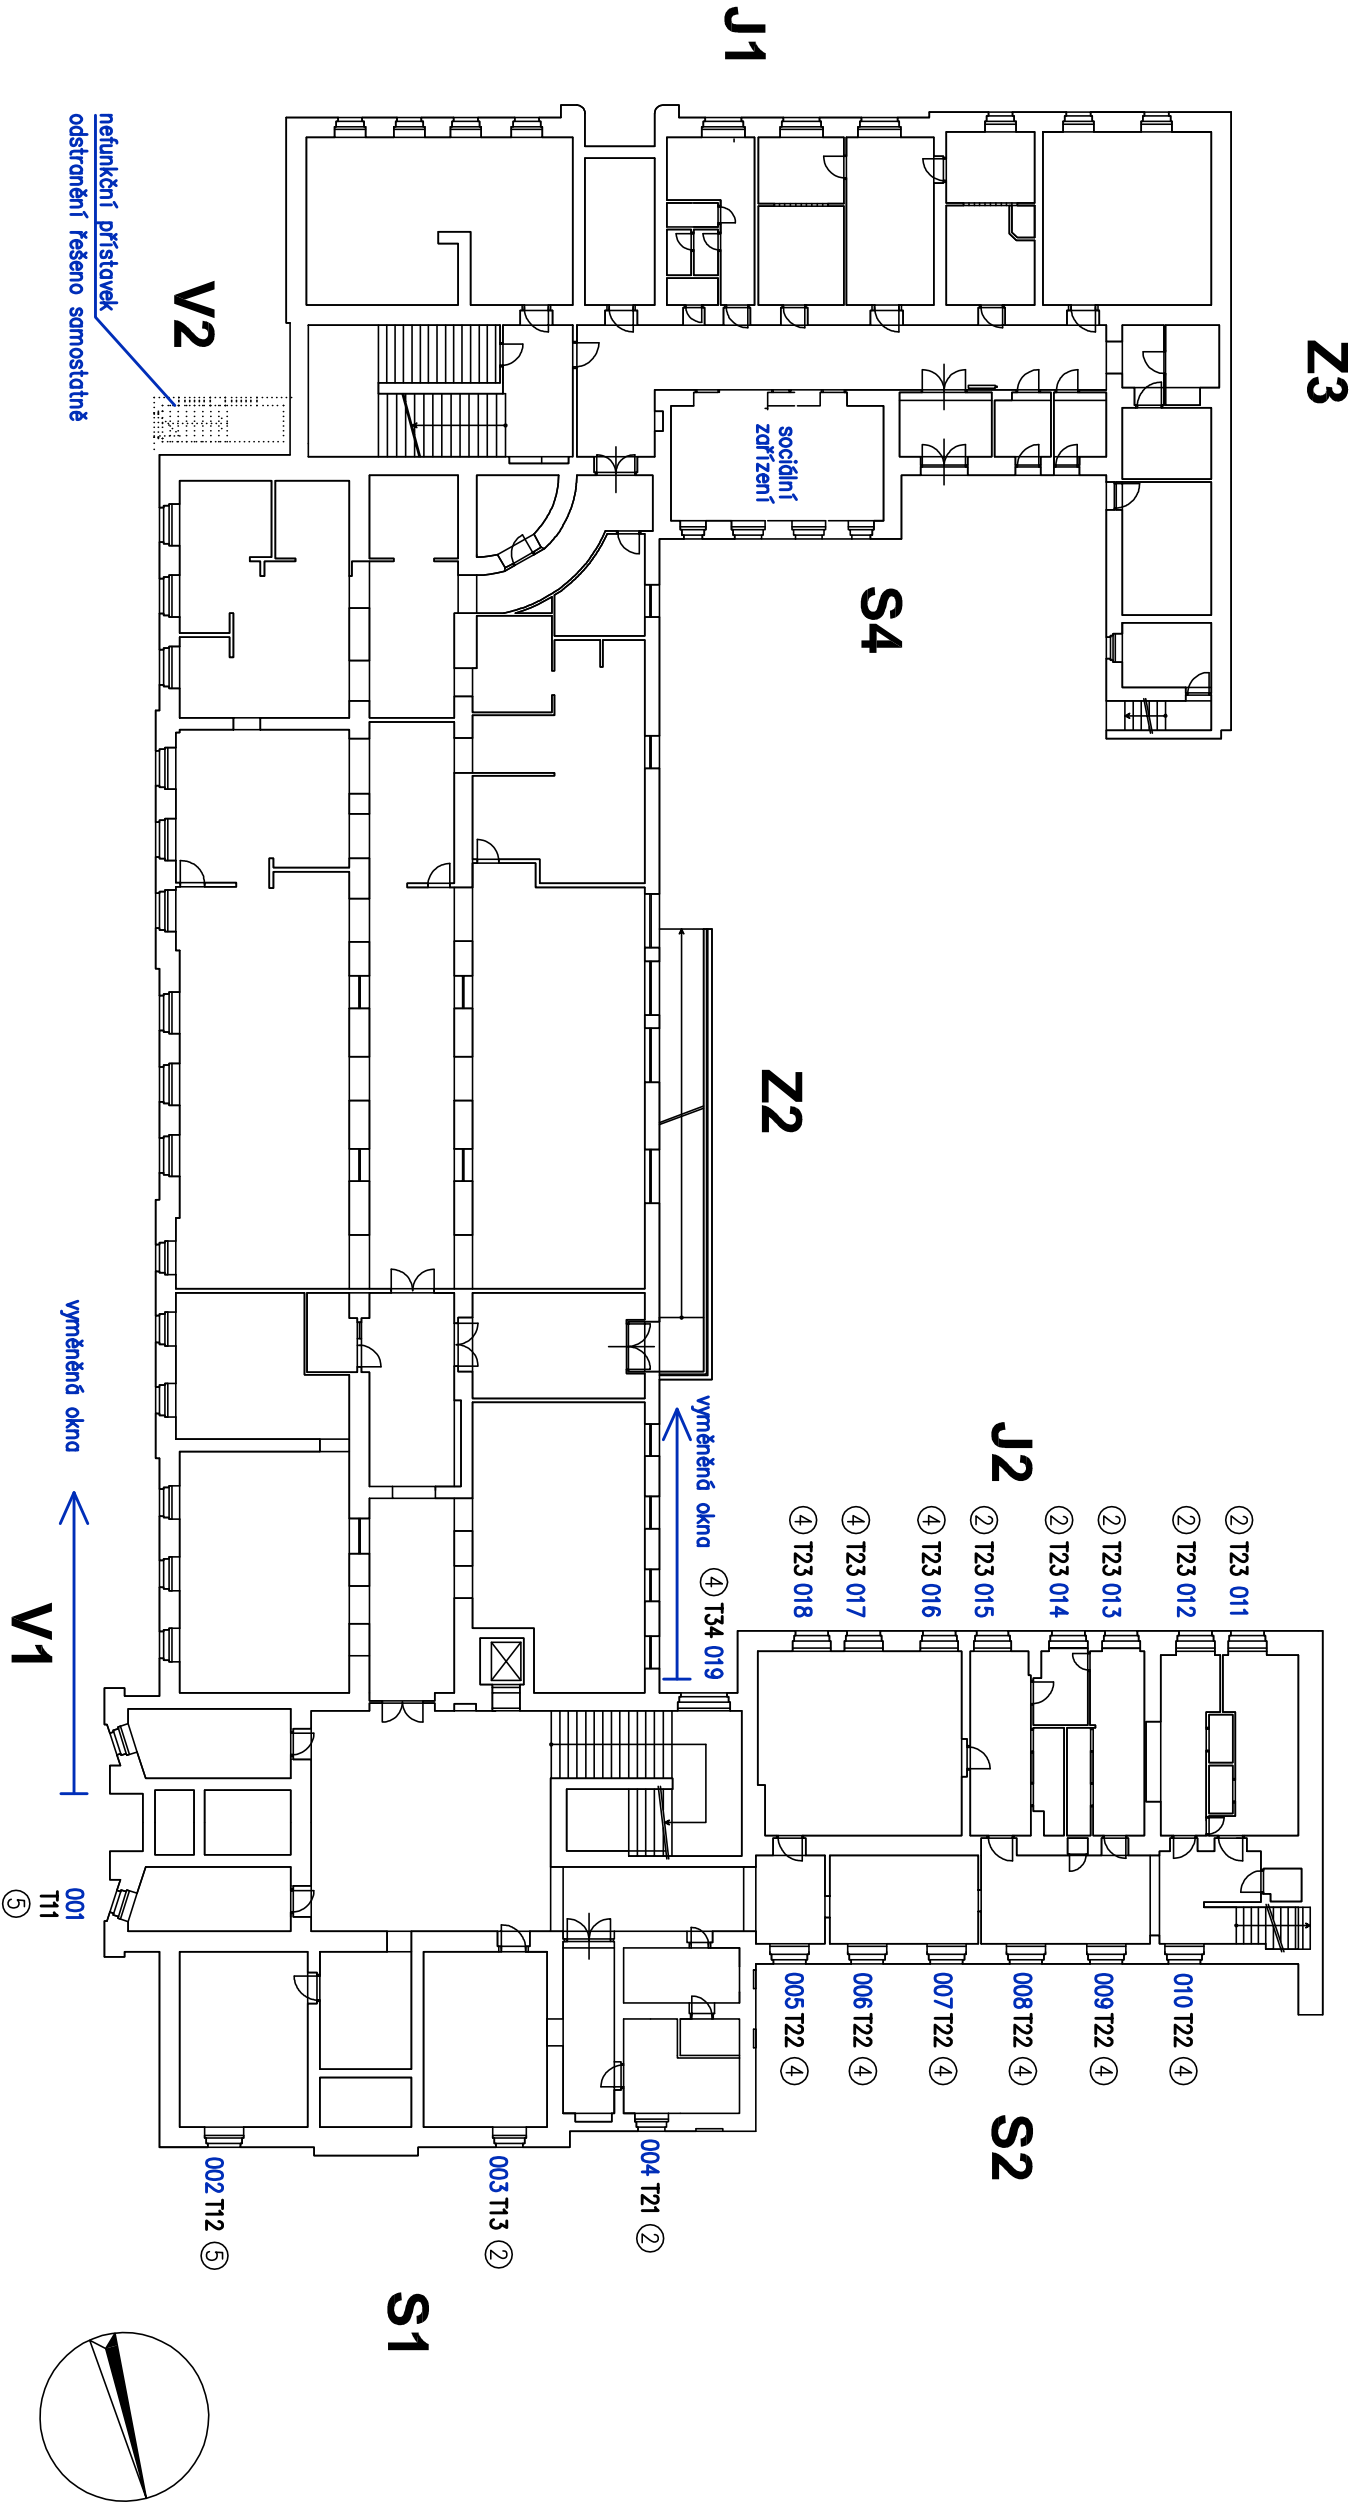 J1
Z3
V2
nefunkční přístavek
odstranění řešeno samostatně
sociální
zařízení
S4
Z2
J2
vyměněná okna
vyměněná okna
④ T34 019
④ T23 018
④ T23 017
④ T23 016
② T23 015
② T23 014
② T23 013
② T23 012
② T23 011
V1
001
T11
⑤
005 T22 ④
006 T22 ④
007 T22 ④
008 T22 ④
009 T22 ④
010 T22 ④
S2
002 T12 ⑤
003 T13 ②
004 T21 ②
S1